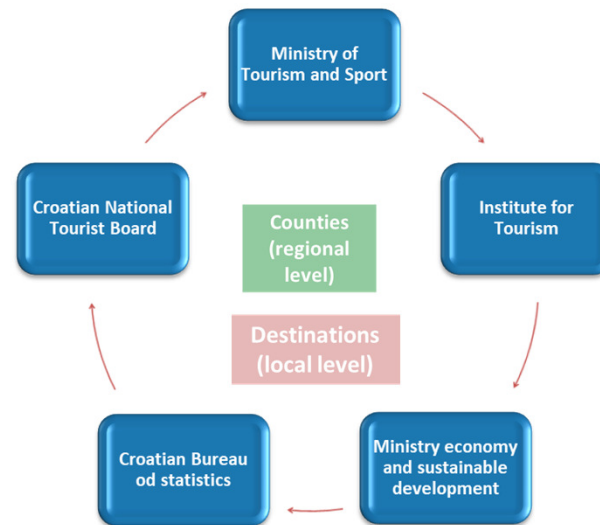 Ministry of
Tourism and Sport
Croatian National
Tourist Board
Institute for
Tourism
Counties
(regional
level)
Destinations
(local level)
Croatian Bureau
od statistics
Ministry economy
and sustainable
development